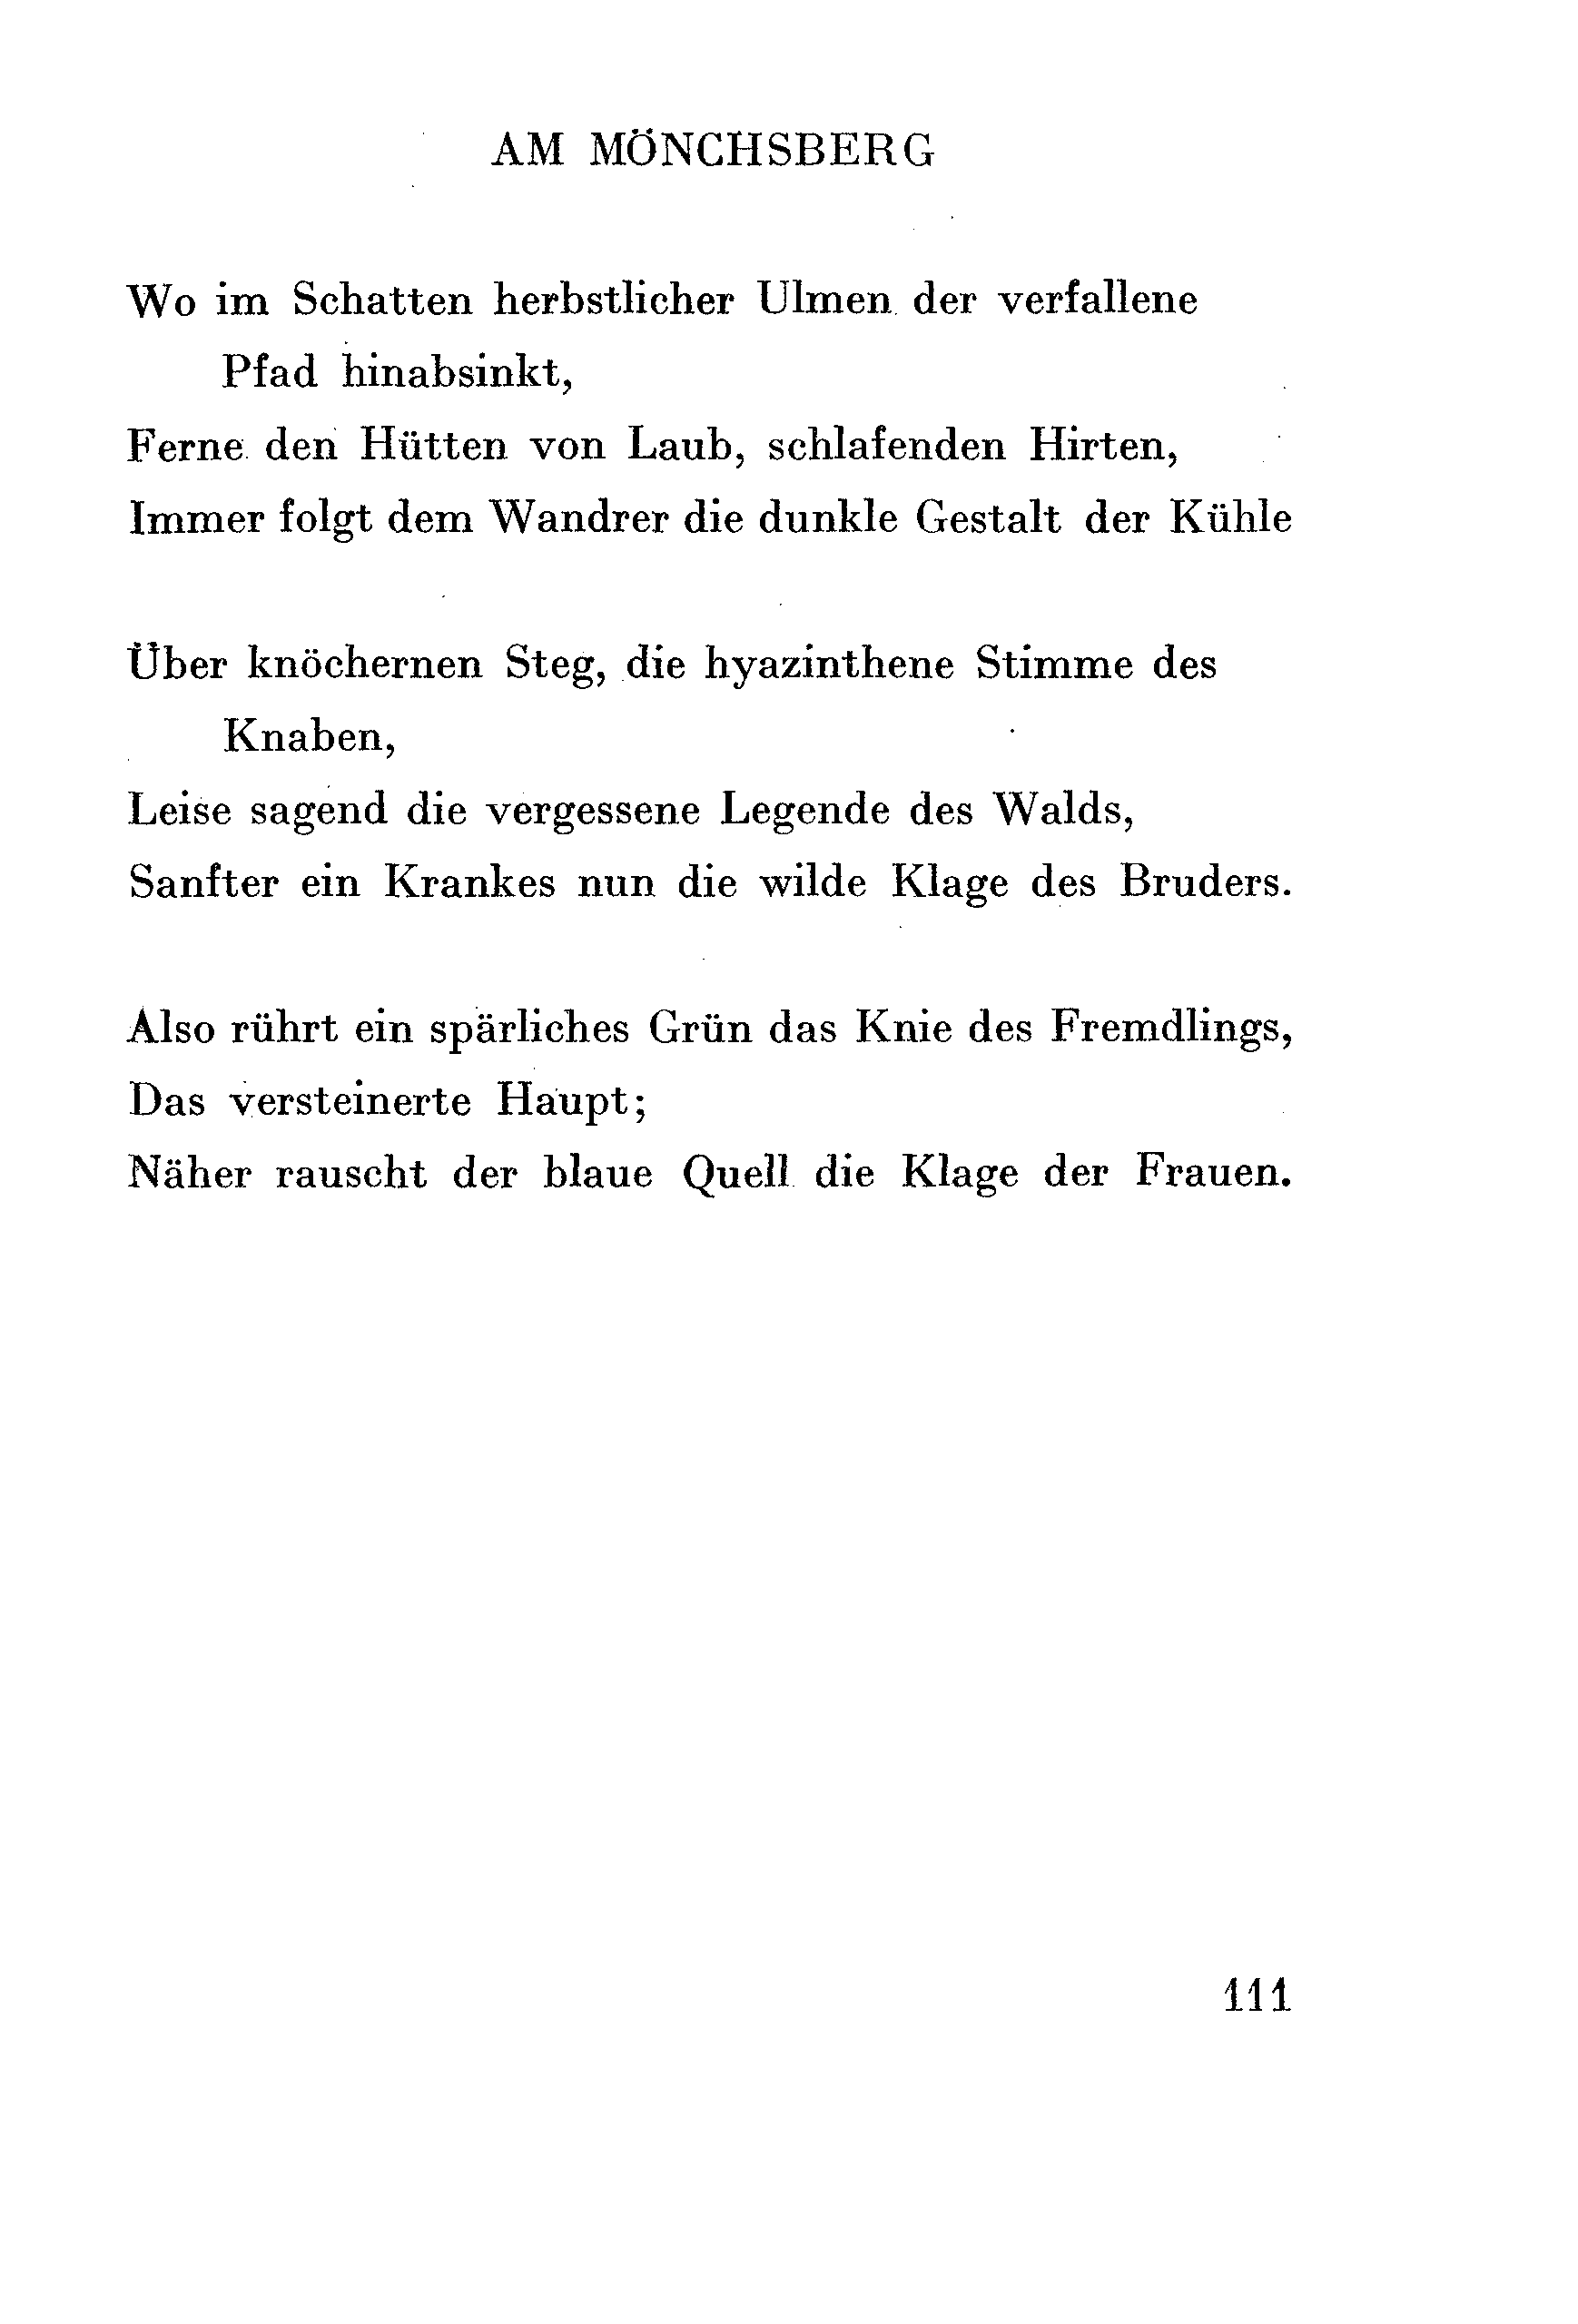 AM MÖNCHSBERG
Wo im Schatten herbstlicher Ulmen der verfallene
Pfad hinabsinkt,
Ferne den Hütten von Laub, schlafenden Hirten,
Immer folgt dem Wandrer die dunkle Gestalt der Kühle
Über knöchernen Steg, die hyazinthene Stimme des
Knaben,
Leise sagend die vergessene Legende des Walds,
Sanfter ein Krankes nun die wilde Klage des Bruders.
Also rührt ein spärliches Grün das Knie des Fremdlings,
Das versteinerte Haupt;
Näher rauscht der blaue Quell die Klage der Frauen.
111